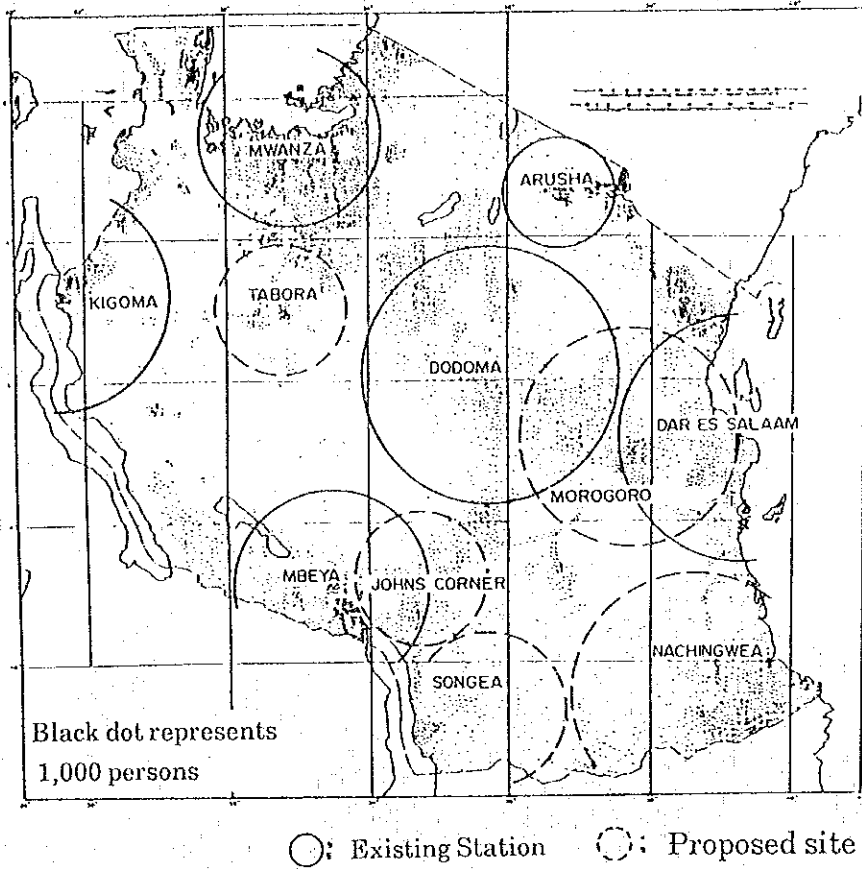 MWANZA
ARUSHA
KIGOMA
TABORA
DODOMA
DAR ES SALAAM
MOROGORO
MBEYA
JOHNS CORNER
NACHINGWEA
SONGEA
Black dot represents
1,000 persons
: Existing Station : Proposed site